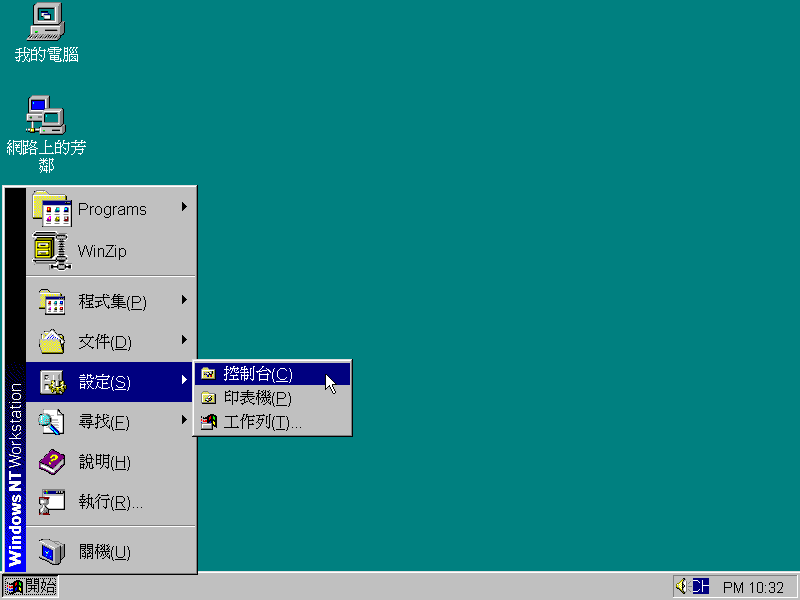 我的電腦
網路上的芳
鄰
Programs
WinZip
程式集(P)
文件(D)
設定(S)
控制台(C)
印表機(P)
工作列(T)...
尋找(F)
說明(H)
執行(R)...
關機(U)
Windows NT Workstation
開始
CH
PM 10:32